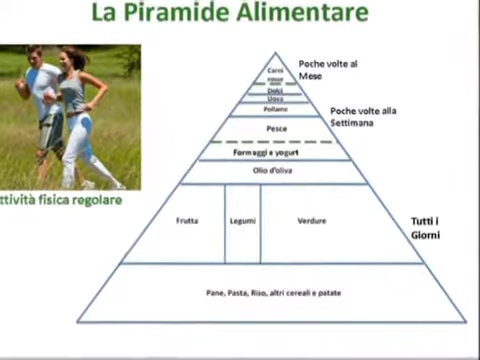 La Piramide Alimentare
Poche volte al
Mese
Carni
rosse
Dolci
Uova
Pollame
Poche volte alla
Settimana
Pesce
Formaggi e yogurt
Olio d'oliva
ttività fisica regolare
Frutta
Legumi
Verdure
Tutti i
Giorni
Pane, Pasta, Riso, altri cereali e patate